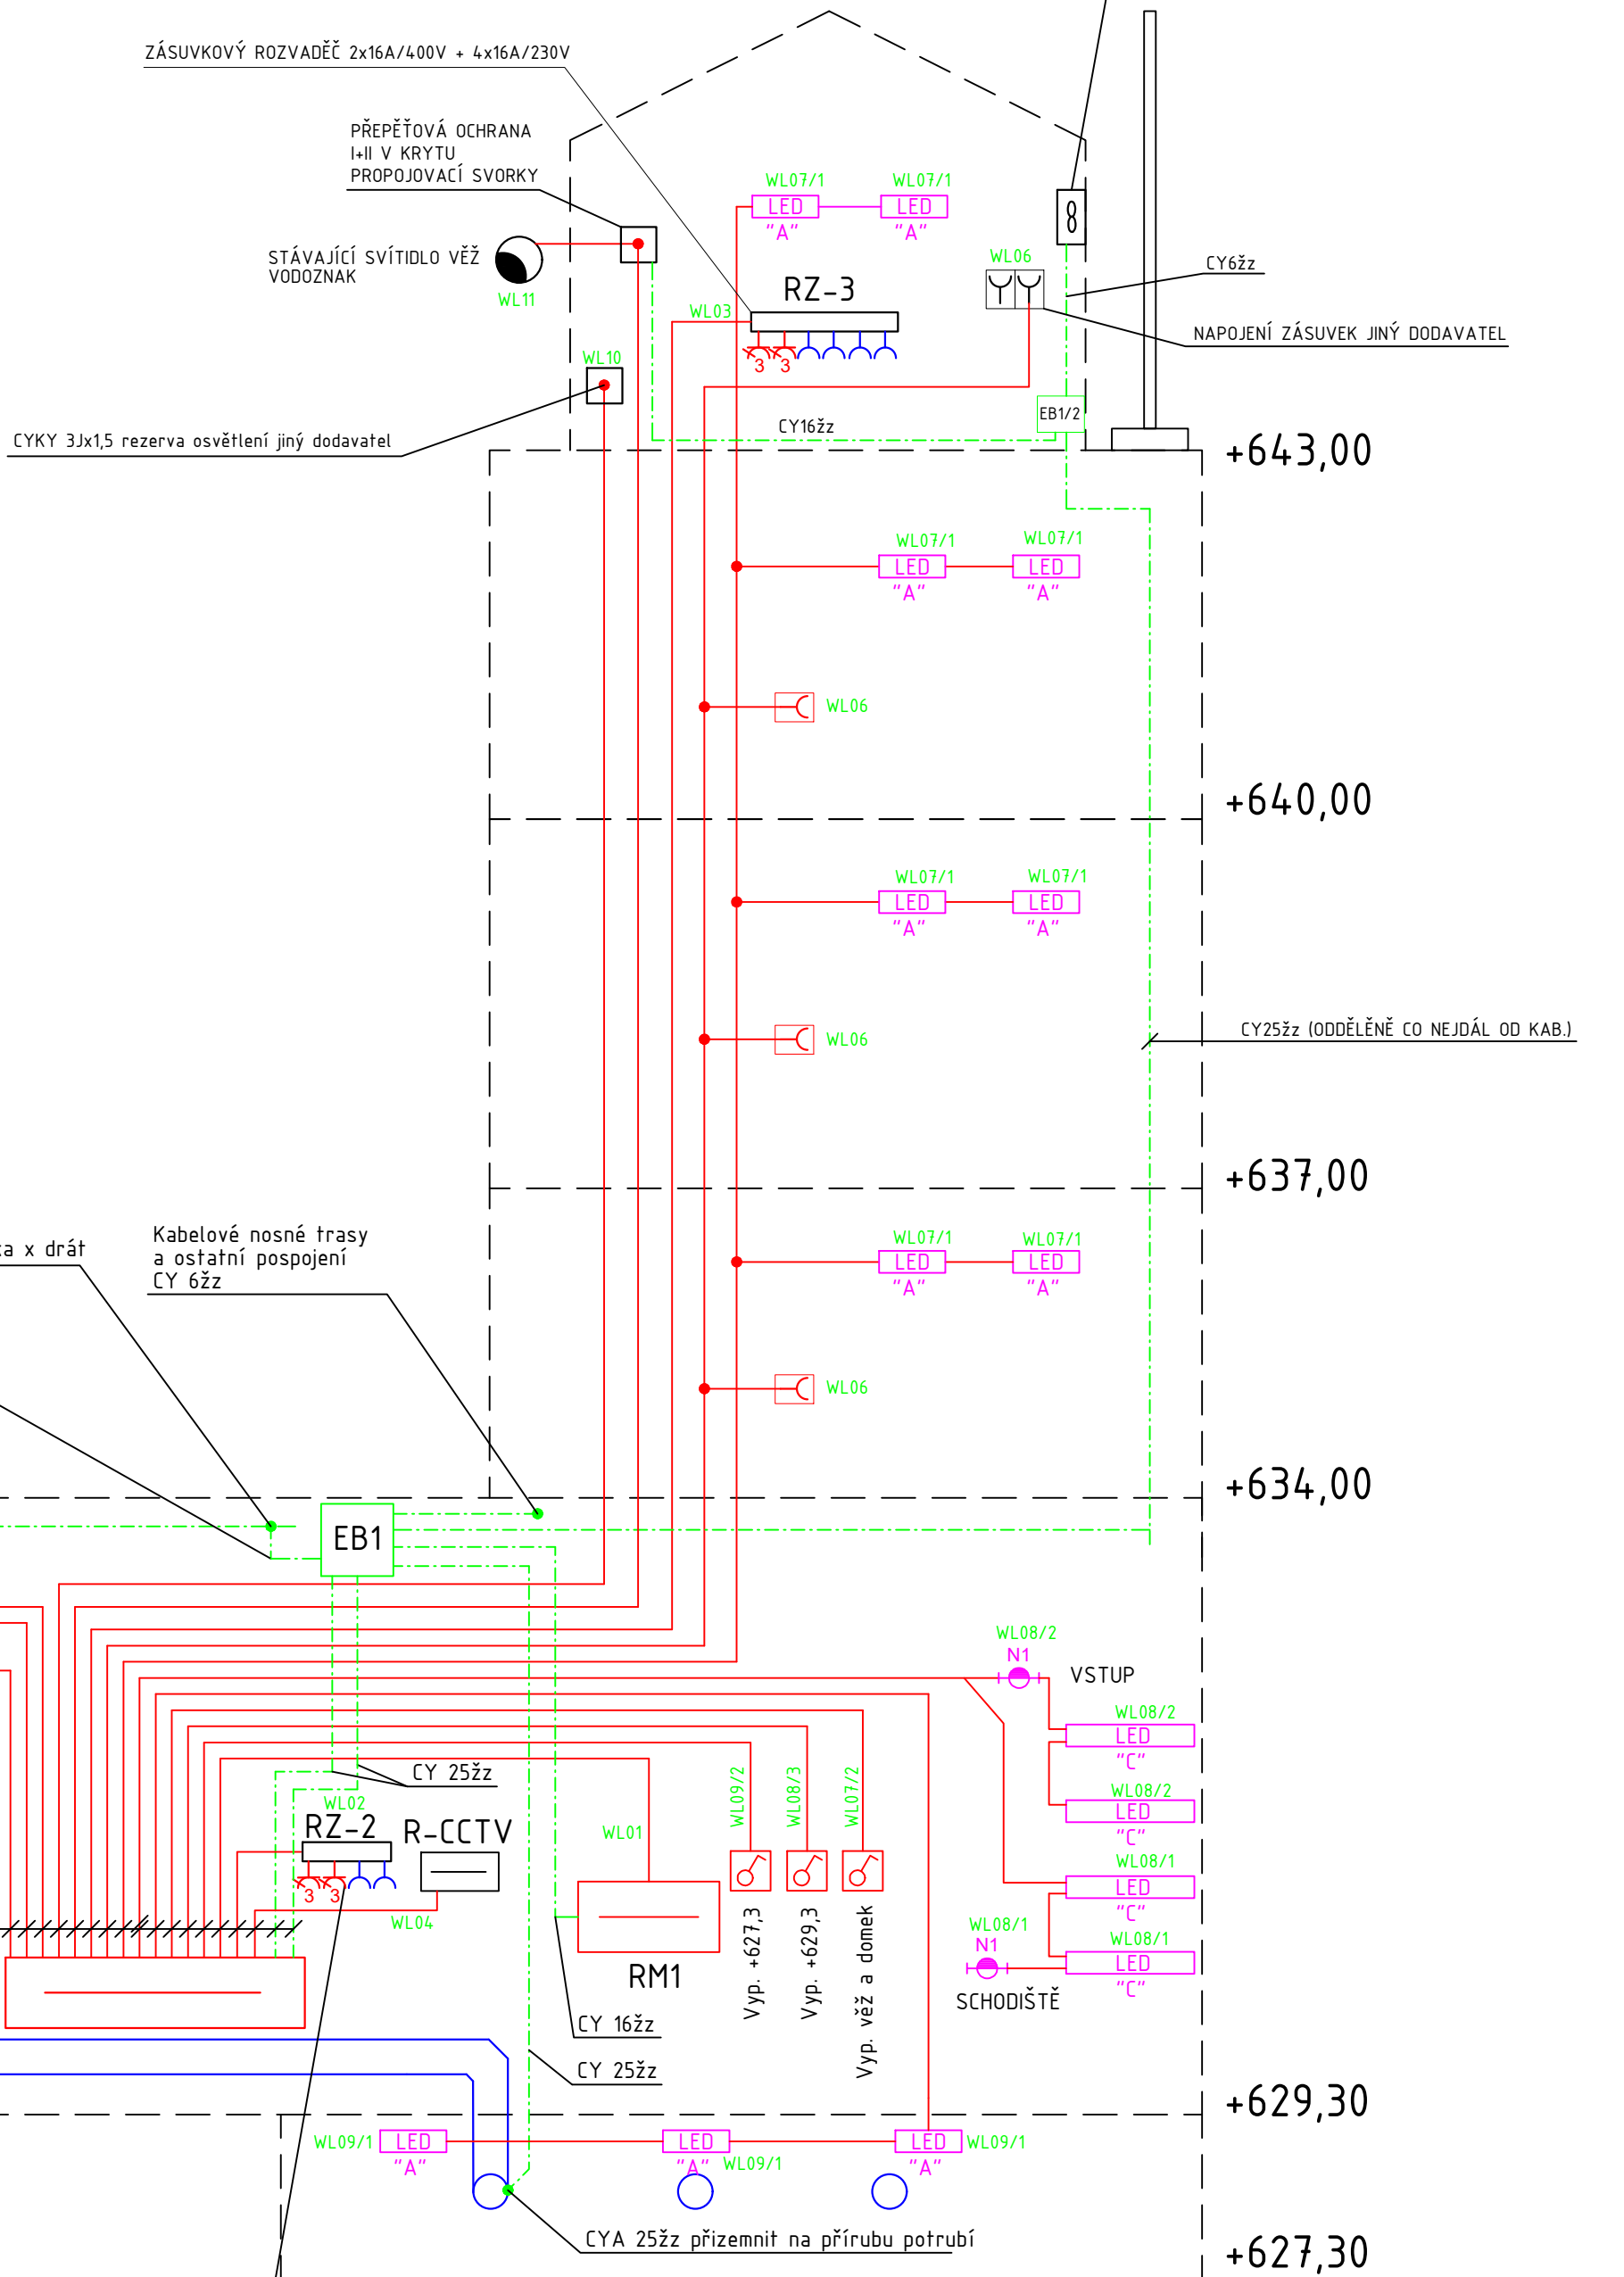 ZÁSUVKOVÝ ROZVADĚČ 2x16A/400V + 4x16A/230V
PŘEPĚŤOVÁ OCHRANA
I+II V KRYTU
PROPOJOVACÍ SVORKY
WL07/1
WL07/1
LED
LED
"A"
"A"
8
STÁVAJÍCÍ SVÍTIDLO VĚŽ
VODOZNAK
WL11
WL06
CY6žz
RZ-3
WL03
NAPOJENÍ ZÁSUVEK JINÝ DODAVATEL
3
3
WL10
EB1/2
CY16žz
CYKY 3Jx1,5 rezerva osvětlení jiný dodavatel
+643,00
WL07/1
WL07/1
LED
LED
"A"
"A"
WL06
+640,00
WL07/1
WL07/1
LED
LED
"A"
"A"
WL06
CY25žz (ODDĚLĚNĚ CO NEJDÁL OD KAB.)
+637,00
x drát
Kabelové nosné trasy
a ostatní pospojení
CY 6žz
WL07/1
WL07/1
LED
LED
"A"
"A"
WL06
+634,00
EB1
WL08/2
N1
VSTUP
WL08/2
LED
"C"
WL08/2
LED
"C"
WL08/1
LED
"C"
WL08/1
N1
WL08/1
LED
"C"
SCHODIŠTĚ
CY 25žz
WL02
RZ-2
R-CCTV
3
3
WL04
WL01
RM1
WL09/2
WL08/3
WL07/2
Vyp. +627,3
Vyp. +629,3
Vyp. věž a domek
CY 16žz
CY 25žz
+629,30
WL09/1
LED
"A"
LED
"A"
WL09/1
LED
"A"
WL09/1
CYA 25žz přizemnit na přírubu potrubí
+627,30